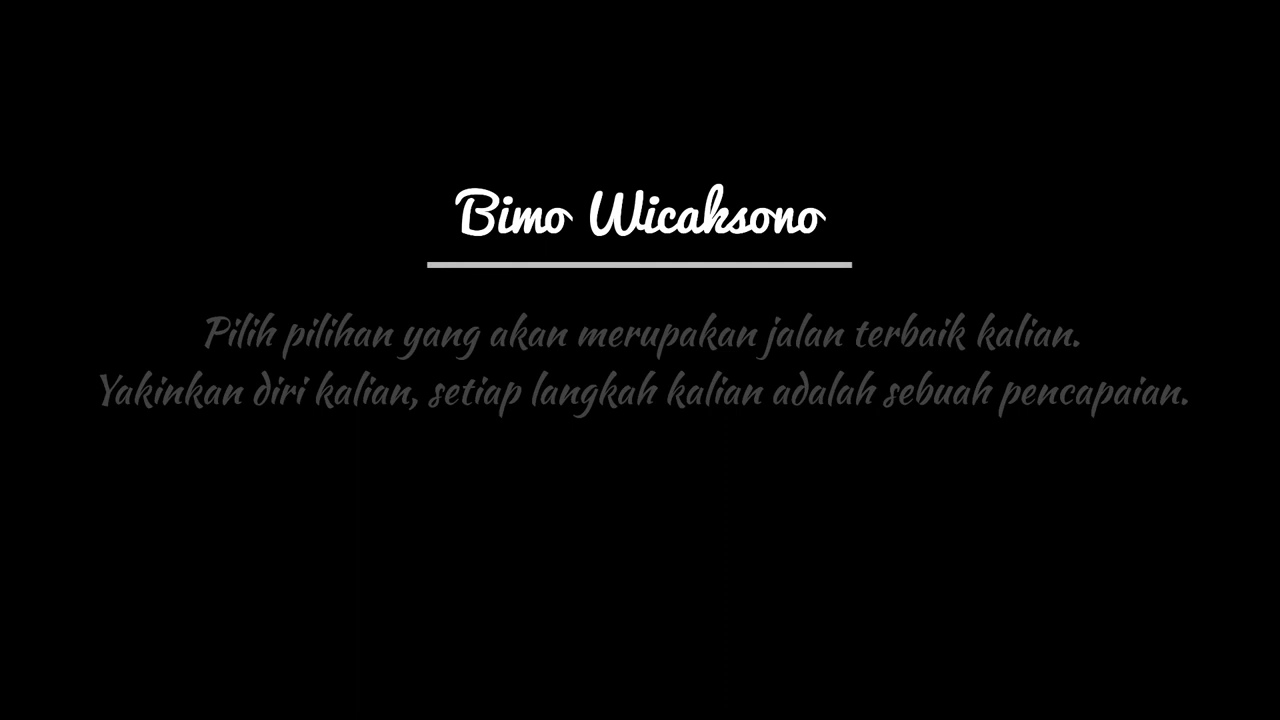 Bimo Wicaksono
Pilih pilihan yang akan merupakan jalan terbaik kalian.
Yakinkan diri kalian, setiap langkah kalian adalah sebuah pencapaian.